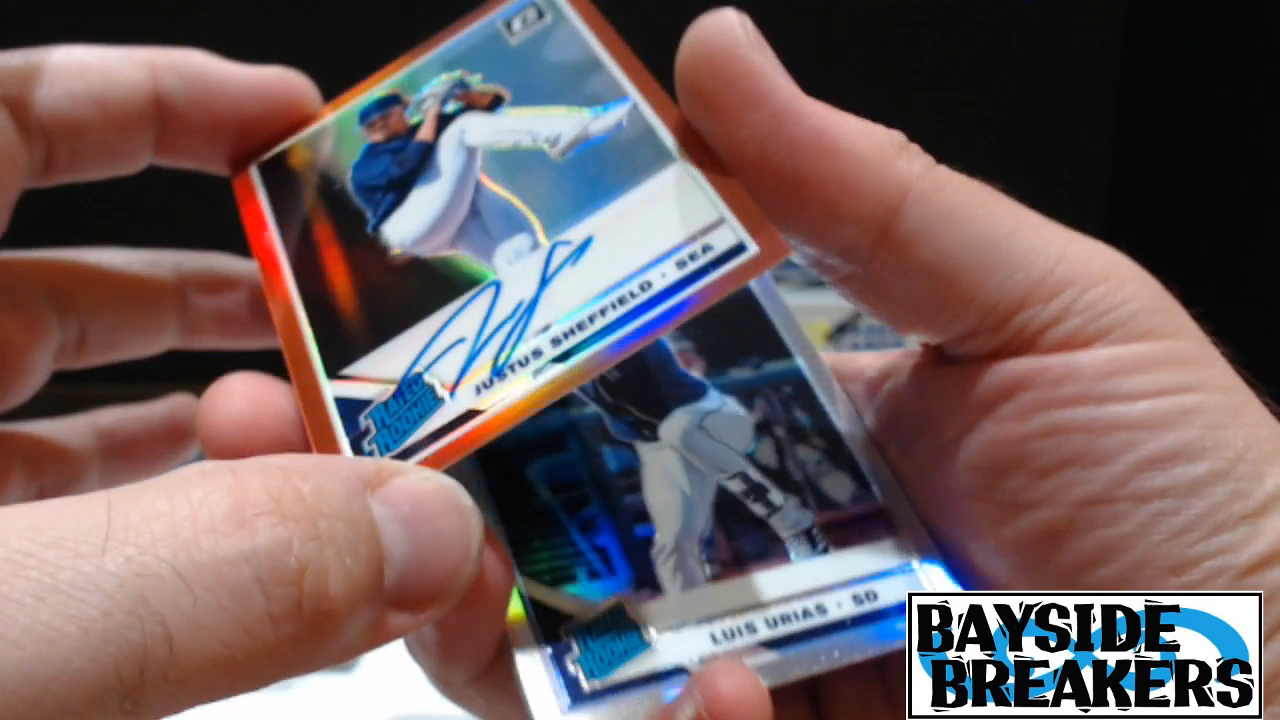 JUSTUS SHEFFIELD · SEA
RATED
ROOKIE
LUIS URIAS · SD
RATED
ROOKIE
BAYSIDE
BREAKERS